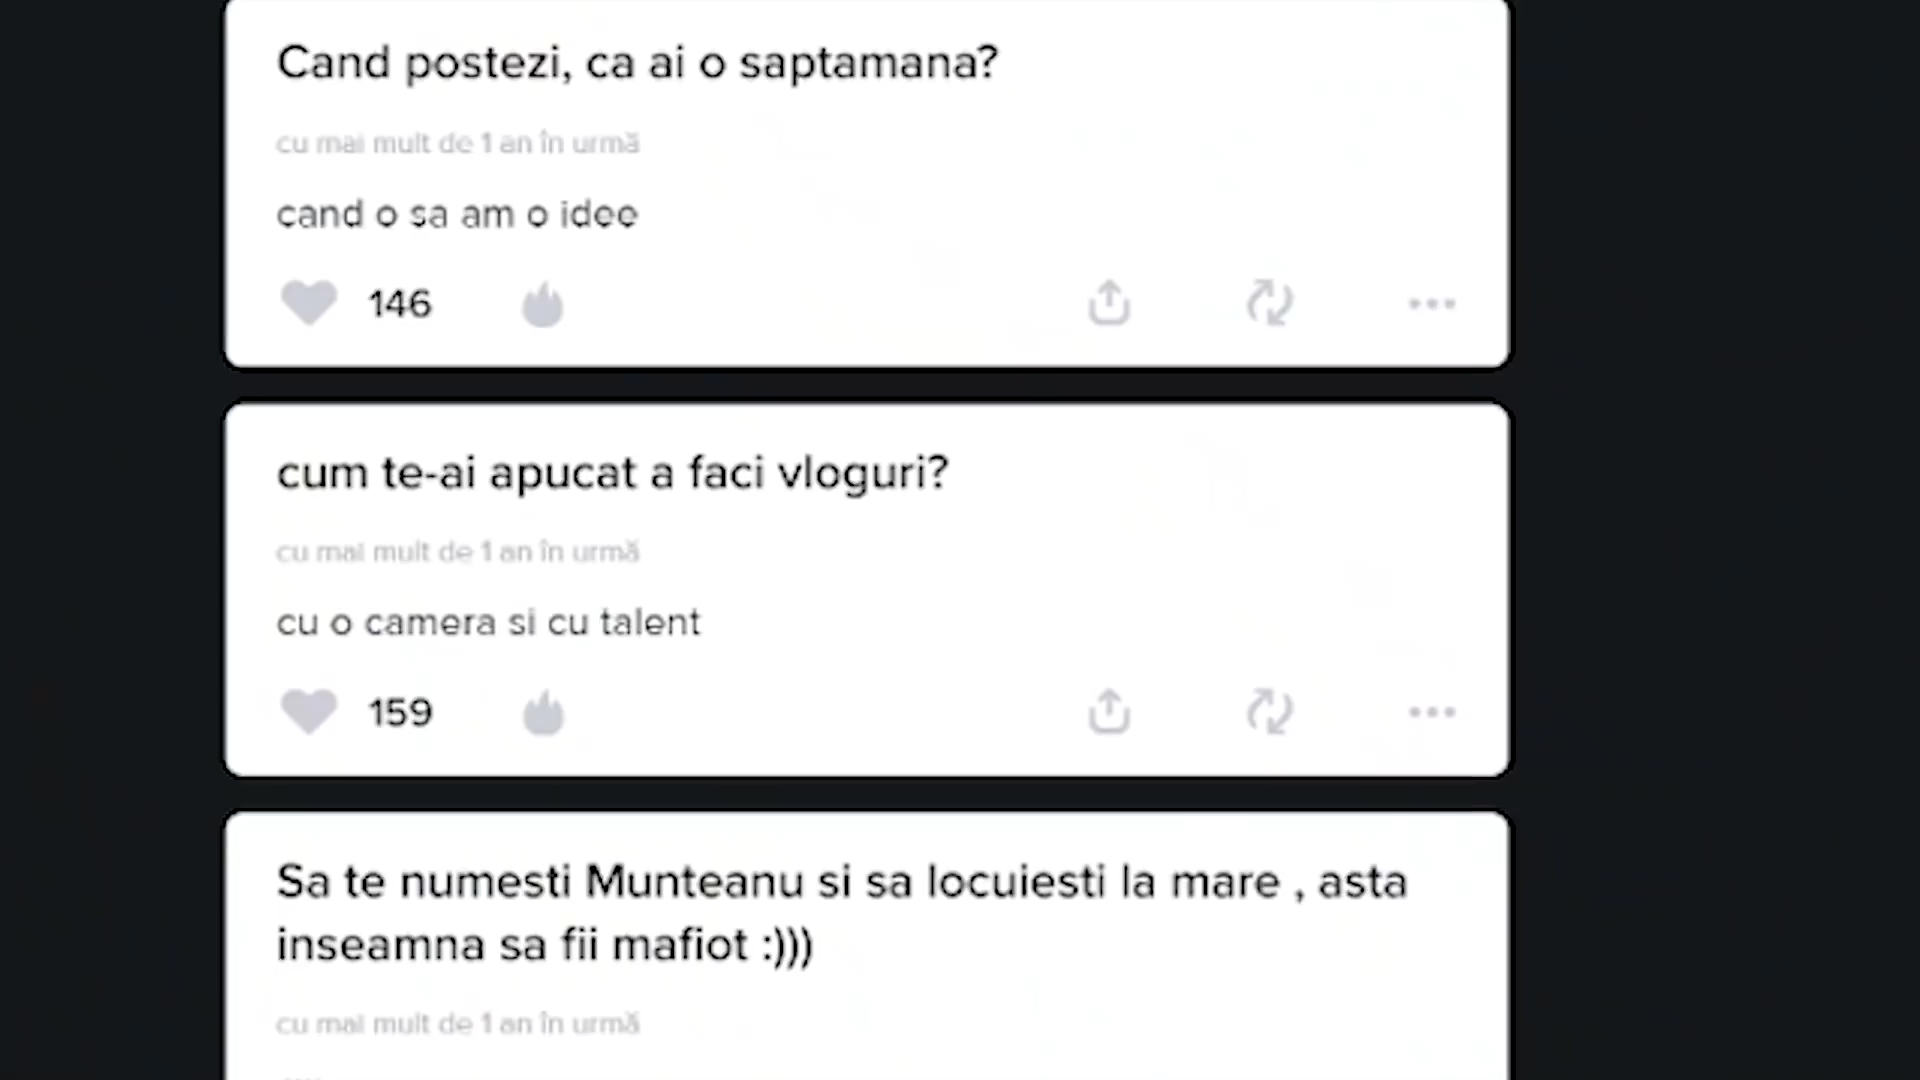 Cand postezi, ca ai o saptamana?
cu mai mult de 1 an în urmă
cand o sa am o idee
146
cum te-ai apucat a faci vloguri?
cu mai mult de 1 an în urmă
cu o camera si cu talent
159
Sa te numesti Munteanu si sa locuiesti la mare , asta
inseamna sa fii mafiot :)))
cu mai mult de 1 an în urmă